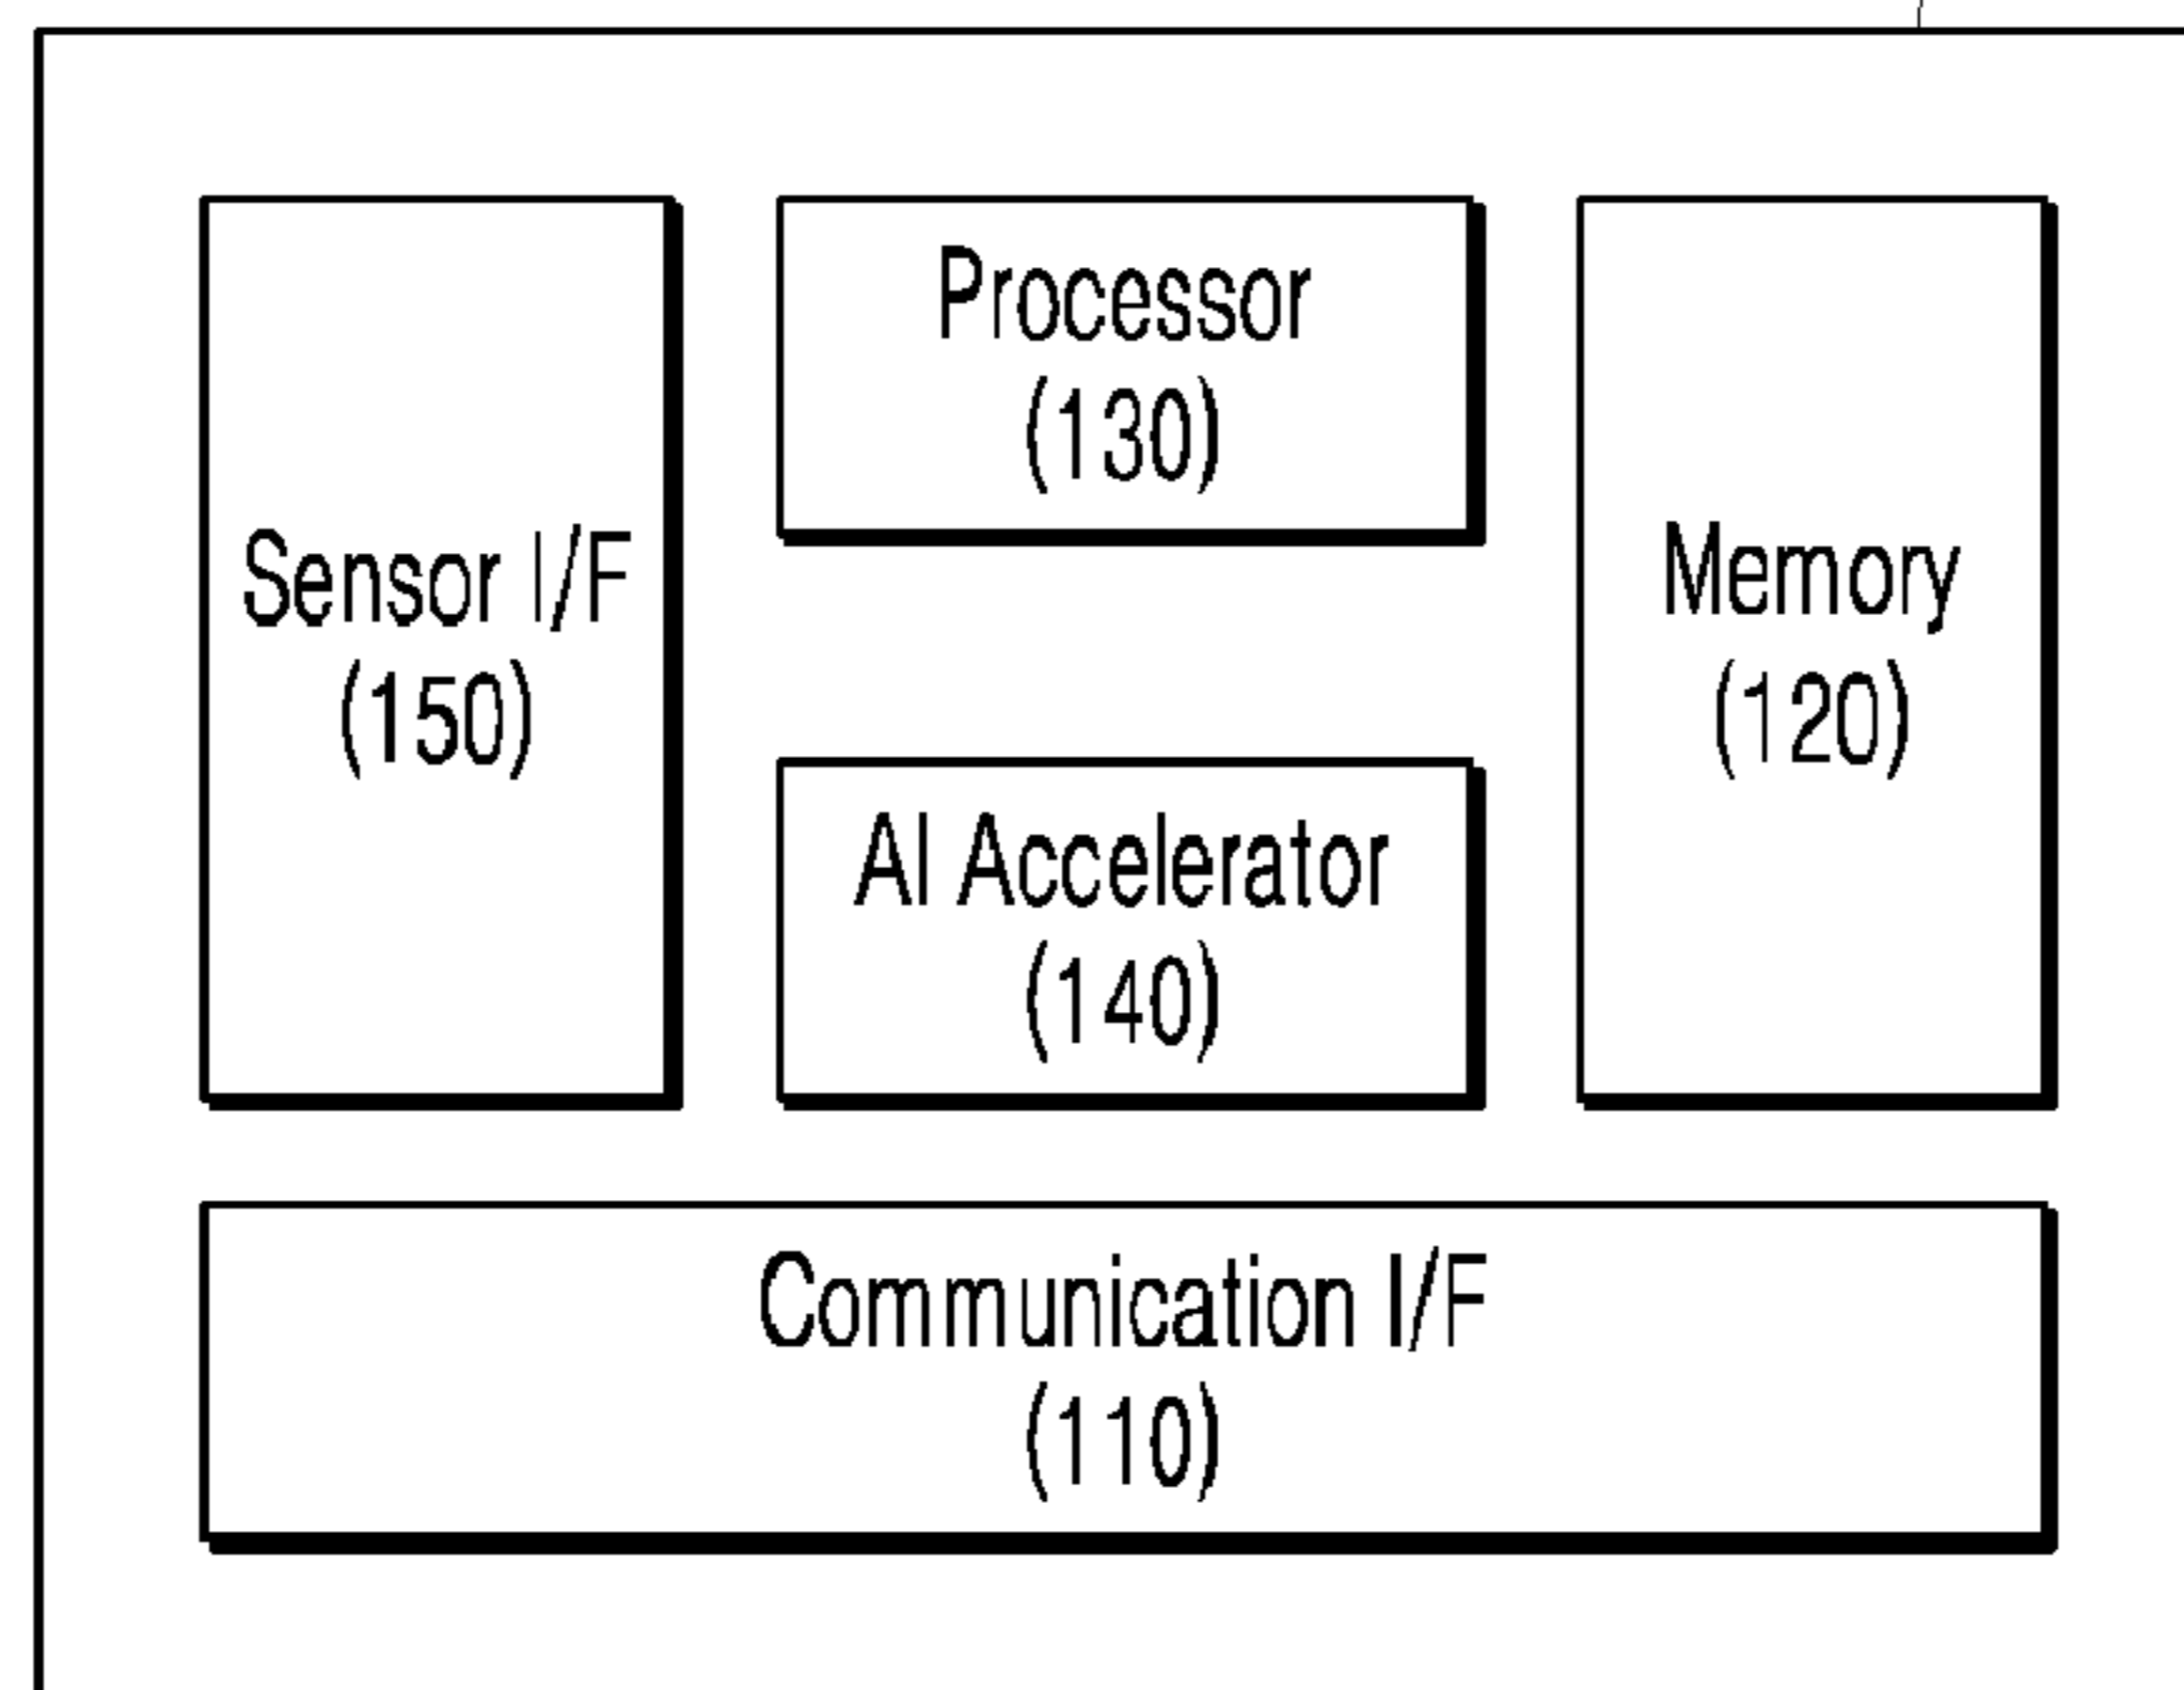 Sensor I/F
(150)
Processor
(130)
AI Accelerator
(140)
Memory
(120)
Communication I/F
(110)